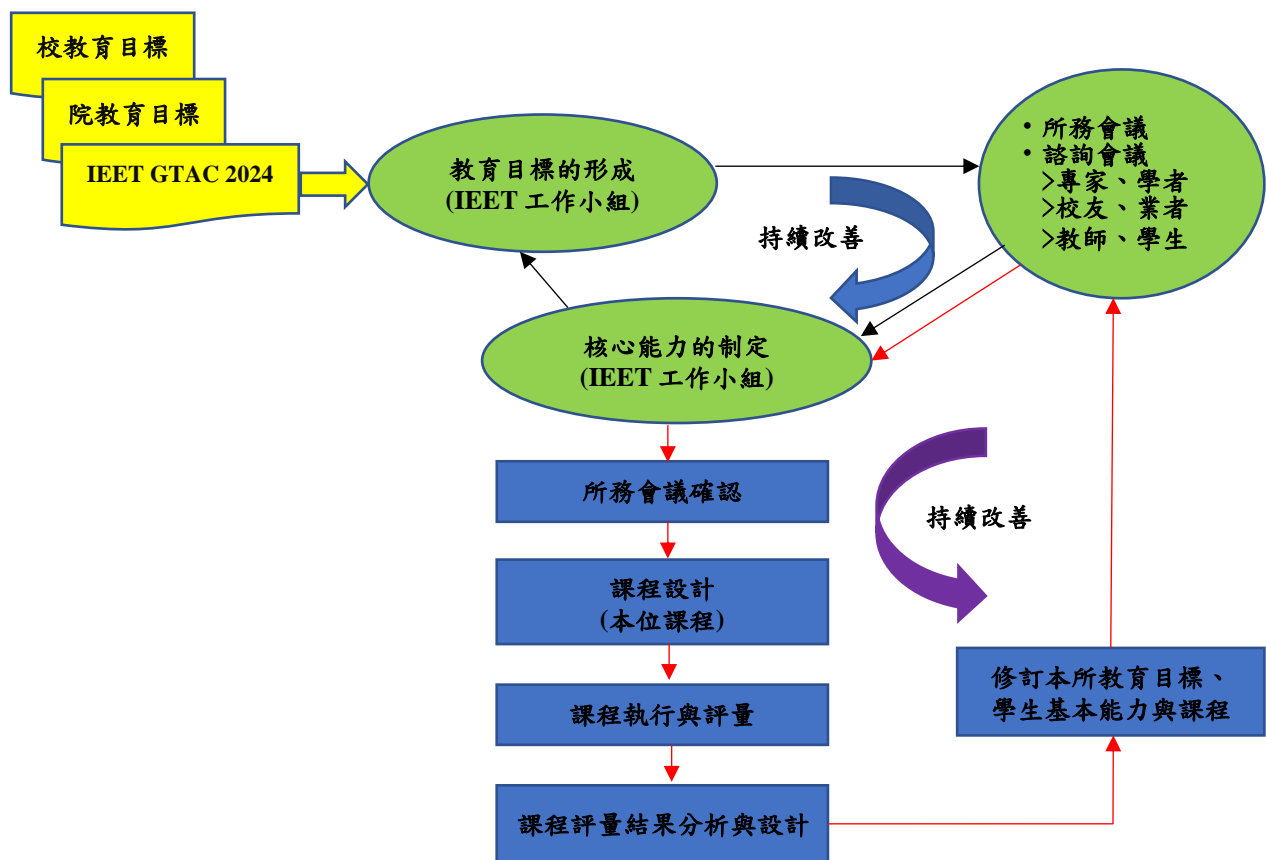 校教育目標
院教育目標
IEET GTAC 2024
教育目標的形成
(IEET 工作小組)
•所務會議
•諮詢會議
>專家、學者
>校友、業者
>教師、學生
持續改善
核心能力的制定
(IEET 工作小組)
所務會議確認
課程設計
(本位課程)
持續改善
課程執行與評量
修訂本所教育目標、
學生基本能力與課程
課程評量結果分析與設計